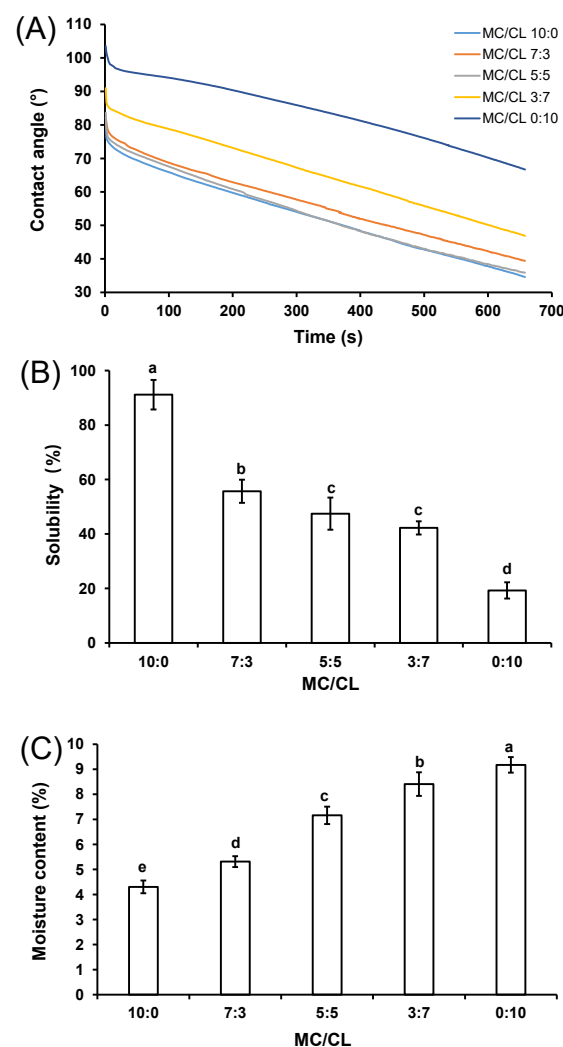 (A)
110
100
90
80
70
60
50
40
30
Contact angle (°)
0 100 200 300 400 500 600 700
Time (s)
MC/CL 10:0
MC/CL 7:3
MC/CL 5:5
MC/CL 3:7
MC/CL 0:10
(B)
100
80
60
40
20
0
Solubility (%)
a
b
c
c
d
10:0 7:3 5:5 3:7 0:10
MC/CL
(C)
10
9
8
7
6
5
4
3
2
1
0
Moisture content (%)
e
d
c
b
a
10:0 7:3 5:5 3:7 0:10
MC/CL